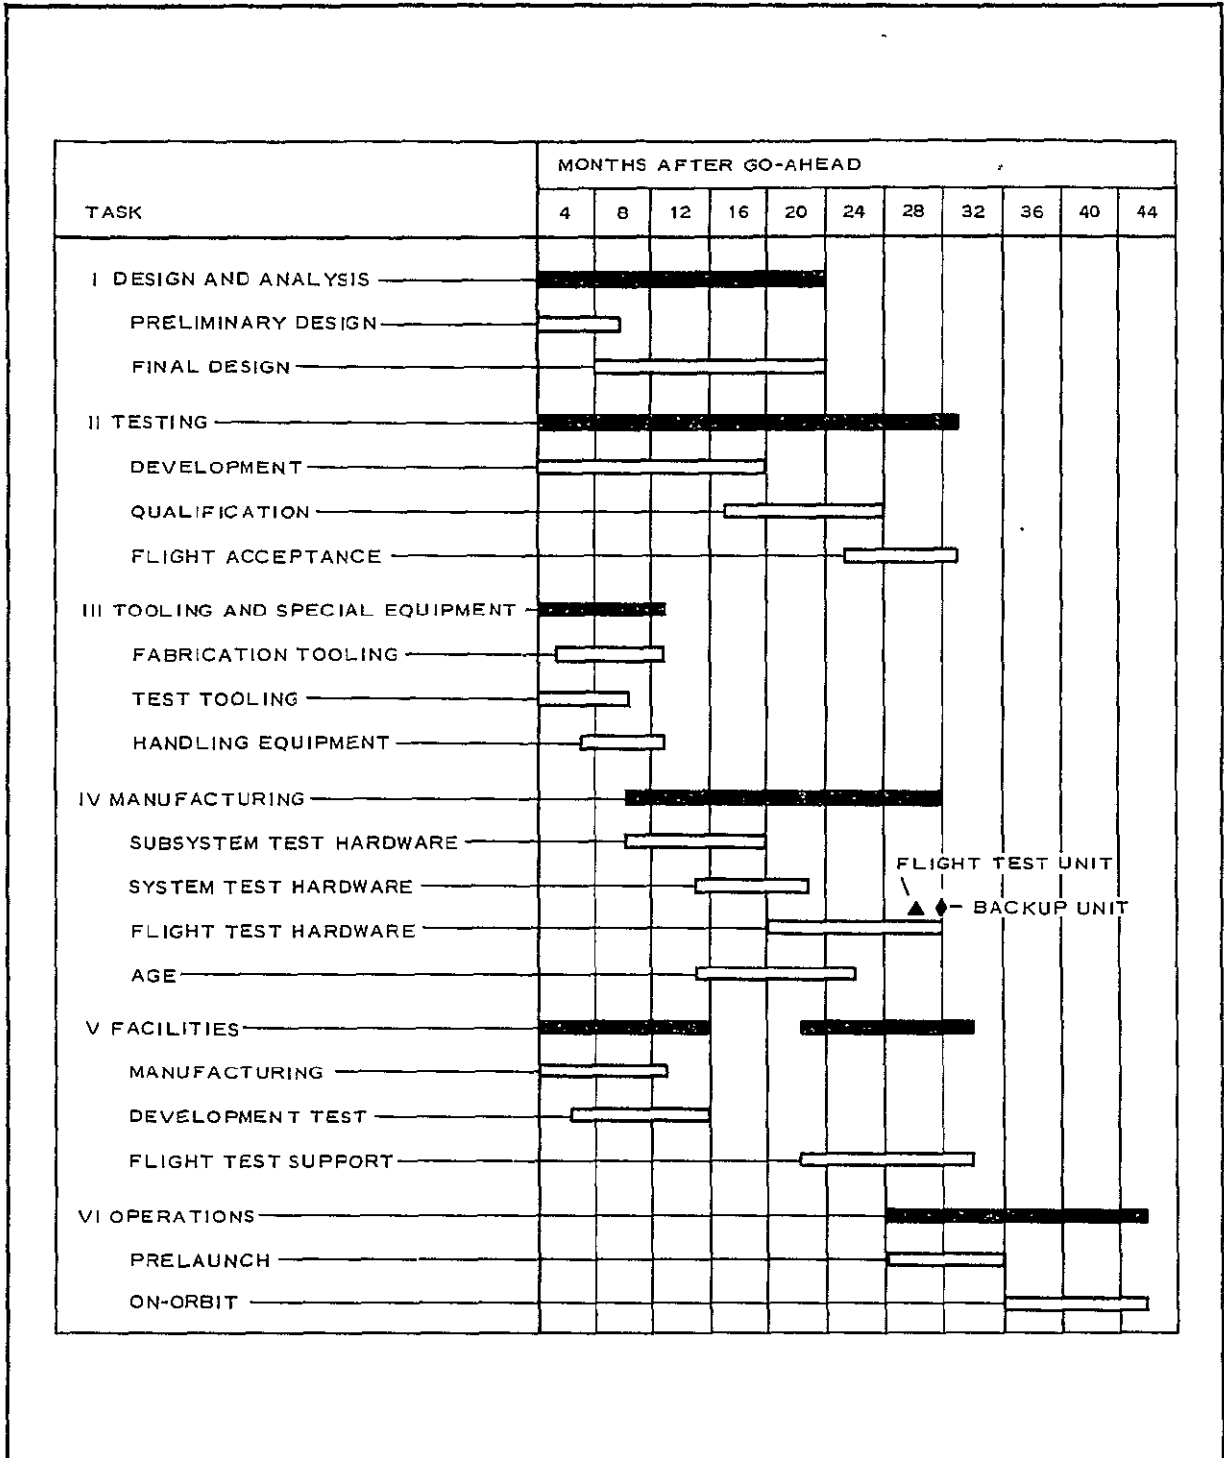 MONTHS AFTER GO-AHEAD
TASK 4 8 12 16 20 24 28 32 36 40 44
I DESIGN AND ANALYSIS
PRELIMINARY DESIGN
FINAL DESIGN
II TESTING
DEVELOPMENT
QUALIFICATION
FLIGHT ACCEPTANCE
III TOOLING AND SPECIAL EQUIPMENT
FABRICATION TOOLING
TEST TOOLING
HANDLING EQUIPMENT
IV MANUFACTURING
SUBSYSTEM TEST HARDWARE
FLIGHT TEST UNIT
SYSTEM TEST HARDWARE
BACKUP UNIT
FLIGHT TEST HARDWARE
AGE
V FACILITIES
MANUFACTURING
DEVELOPMENT TEST
FLIGHT TEST SUPPORT
VI OPERATIONS
PRELAUNCH
ON-ORBIT